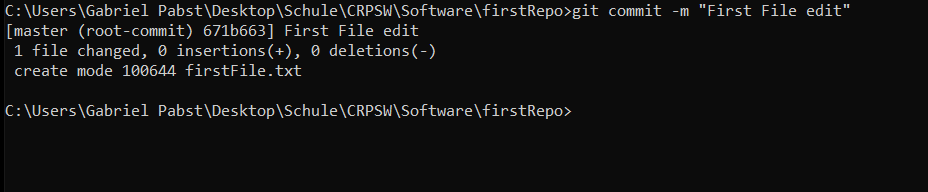 C:\Users\Gabriel Pabst\Desktop\Schule\CRPSW\Software\firstRepo>git commit -m "First File edit"
[master (root-commit) 671b663] First File edit
 1 file changed, 0 insertions(+), 0 deletions(-)
 create mode 100644 firstFile.txt
C:\Users\Gabriel Pabst\Desktop\Schule\CRPSW\Software\firstRepo>